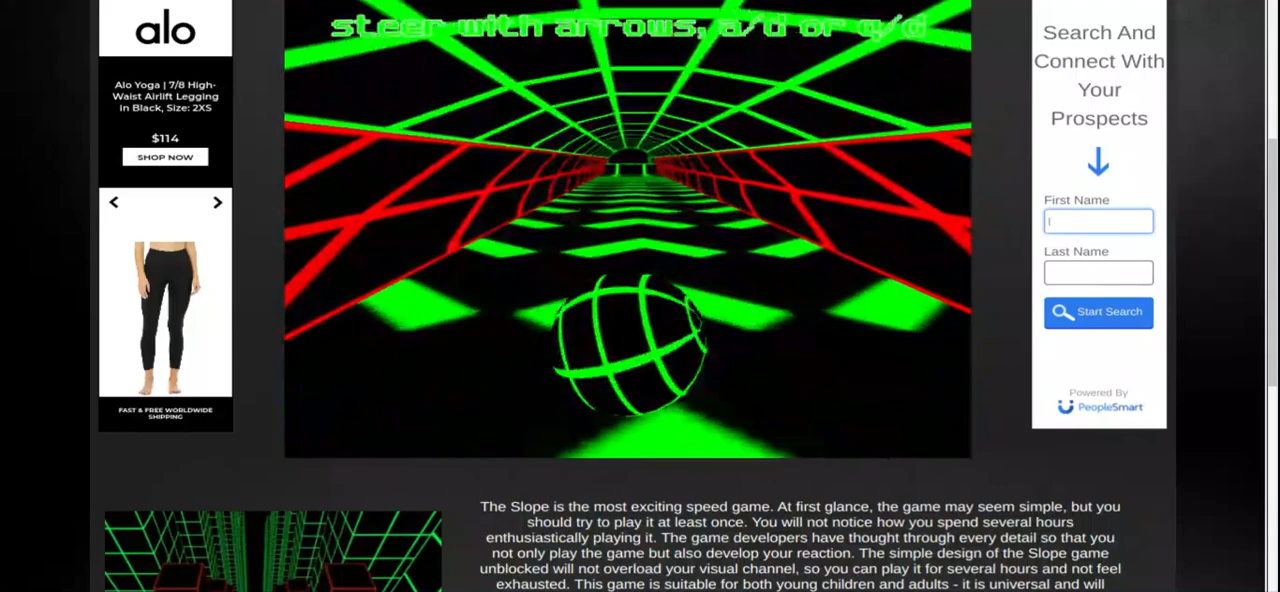 alo
Alo Yoga | 7/8 High-
Waist Airlift Legging
in Black, Size: 2XS
$114
SHOP NOW
FAST & FREE WORLDWIDE
SHIPPING
steer with arrows, a/d or q/d
Search And
Connect With
Your
Prospects
First Name
Last Name
Start Search
Powered By
PeopleSmart
The Slope is the most exciting speed game. At first glance, the game may seem simple, but you
should try to play it at least once. You will not notice how you spend several hours
enthusiastically playing it. The game developers have thought through every detail so that you
not only play the game but also develop your reaction. The simple design of the Slope game
unblocked will not overload your visual channel, so you can play it for several hours and not feel
exhausted. This game is suitable for both young children and adults - it is universal and will